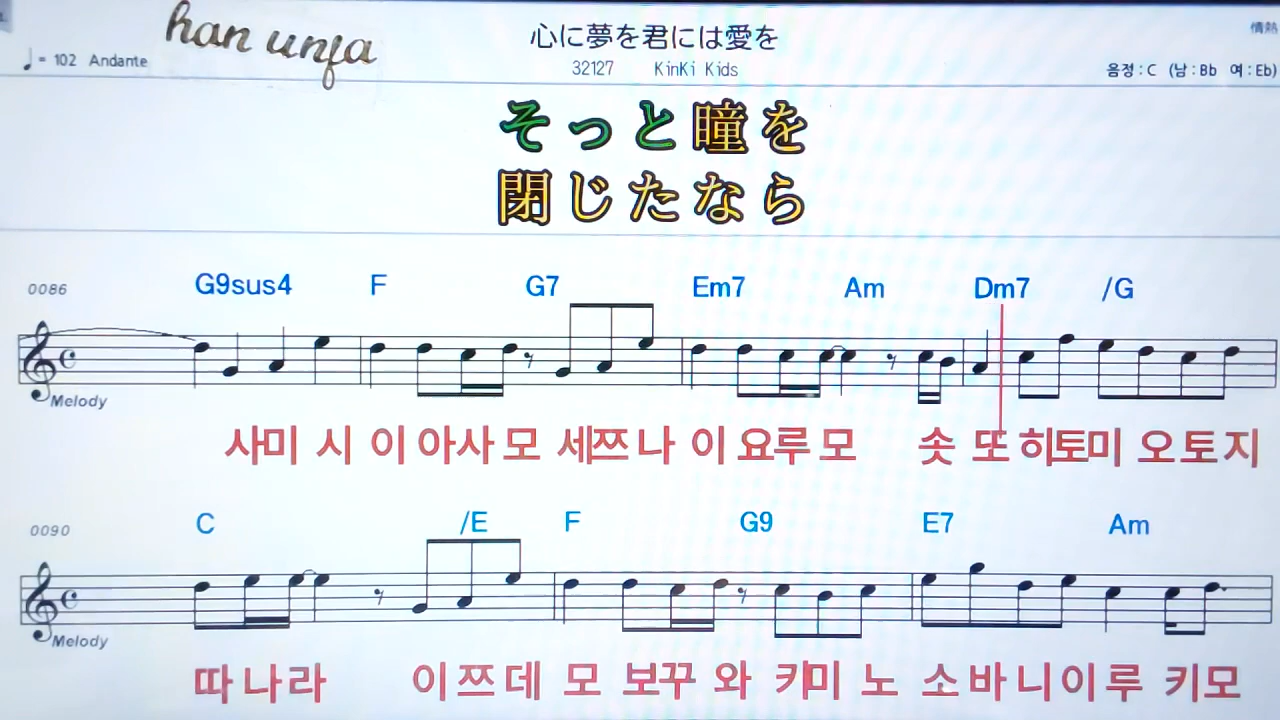 han unfa
心に夢を君には愛を
情熱
♩= 102 Andante
32127 KinKi Kids
음정 : C (남 : Bb 여 : Eb)
そっと瞳を
閉じたなら
0086 G9sus4 F G7 Em7 Am Dm7 /G
Melody
사미 시 이 아사 모 세쯔 나 이 요루 모 솟 또 히토미 오 토 지
0090 C /E F G9 E7 Am
Melody
따 나 라 이 쯔 데 모 보꾸 와 키미 노 소 바 니 이 루 키모